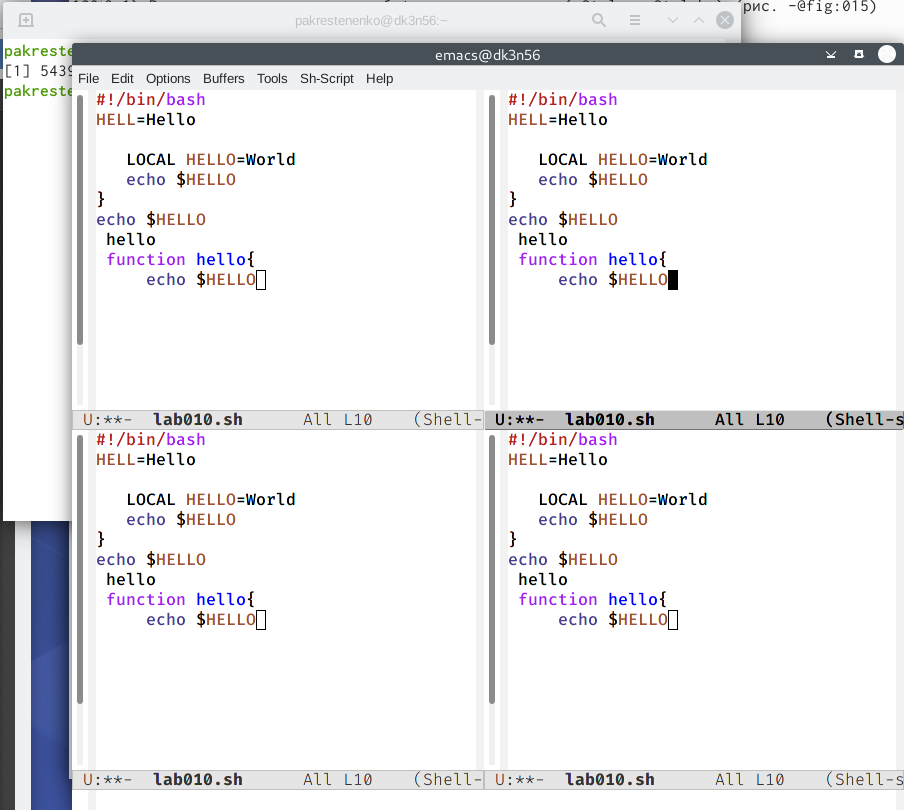 (рис. -@fig:015)
pakrestenenko@dk3n56:~
pakreste
[1] 5439
pakreste
emacs@dk3n56
File Edit Options Buffers Tools Sh-Script Help
#!/bin/bash
HELL=Hello
LOCAL HELLO=World
echo $HELLO
}
echo $HELLO
hello
function hello{
echo $HELLO
U:**- lab010.sh All L10 (Shell-
#!/bin/bash
HELL=Hello
LOCAL HELLO=World
echo $HELLO
}
echo $HELLO
hello
function hello{
echo $HELLO
U:**- lab010.sh All L10 (Shell-s
#!/bin/bash
HELL=Hello
LOCAL HELLO=World
echo $HELLO
}
echo $HELLO
hello
function hello{
echo $HELLO
U:**- lab010.sh All L10 (Shell-
#!/bin/bash
HELL=Hello
LOCAL HELLO=World
echo $HELLO
}
echo $HELLO
hello
function hello{
echo $HELLO
U:**- lab010.sh All L10 (Shell-s